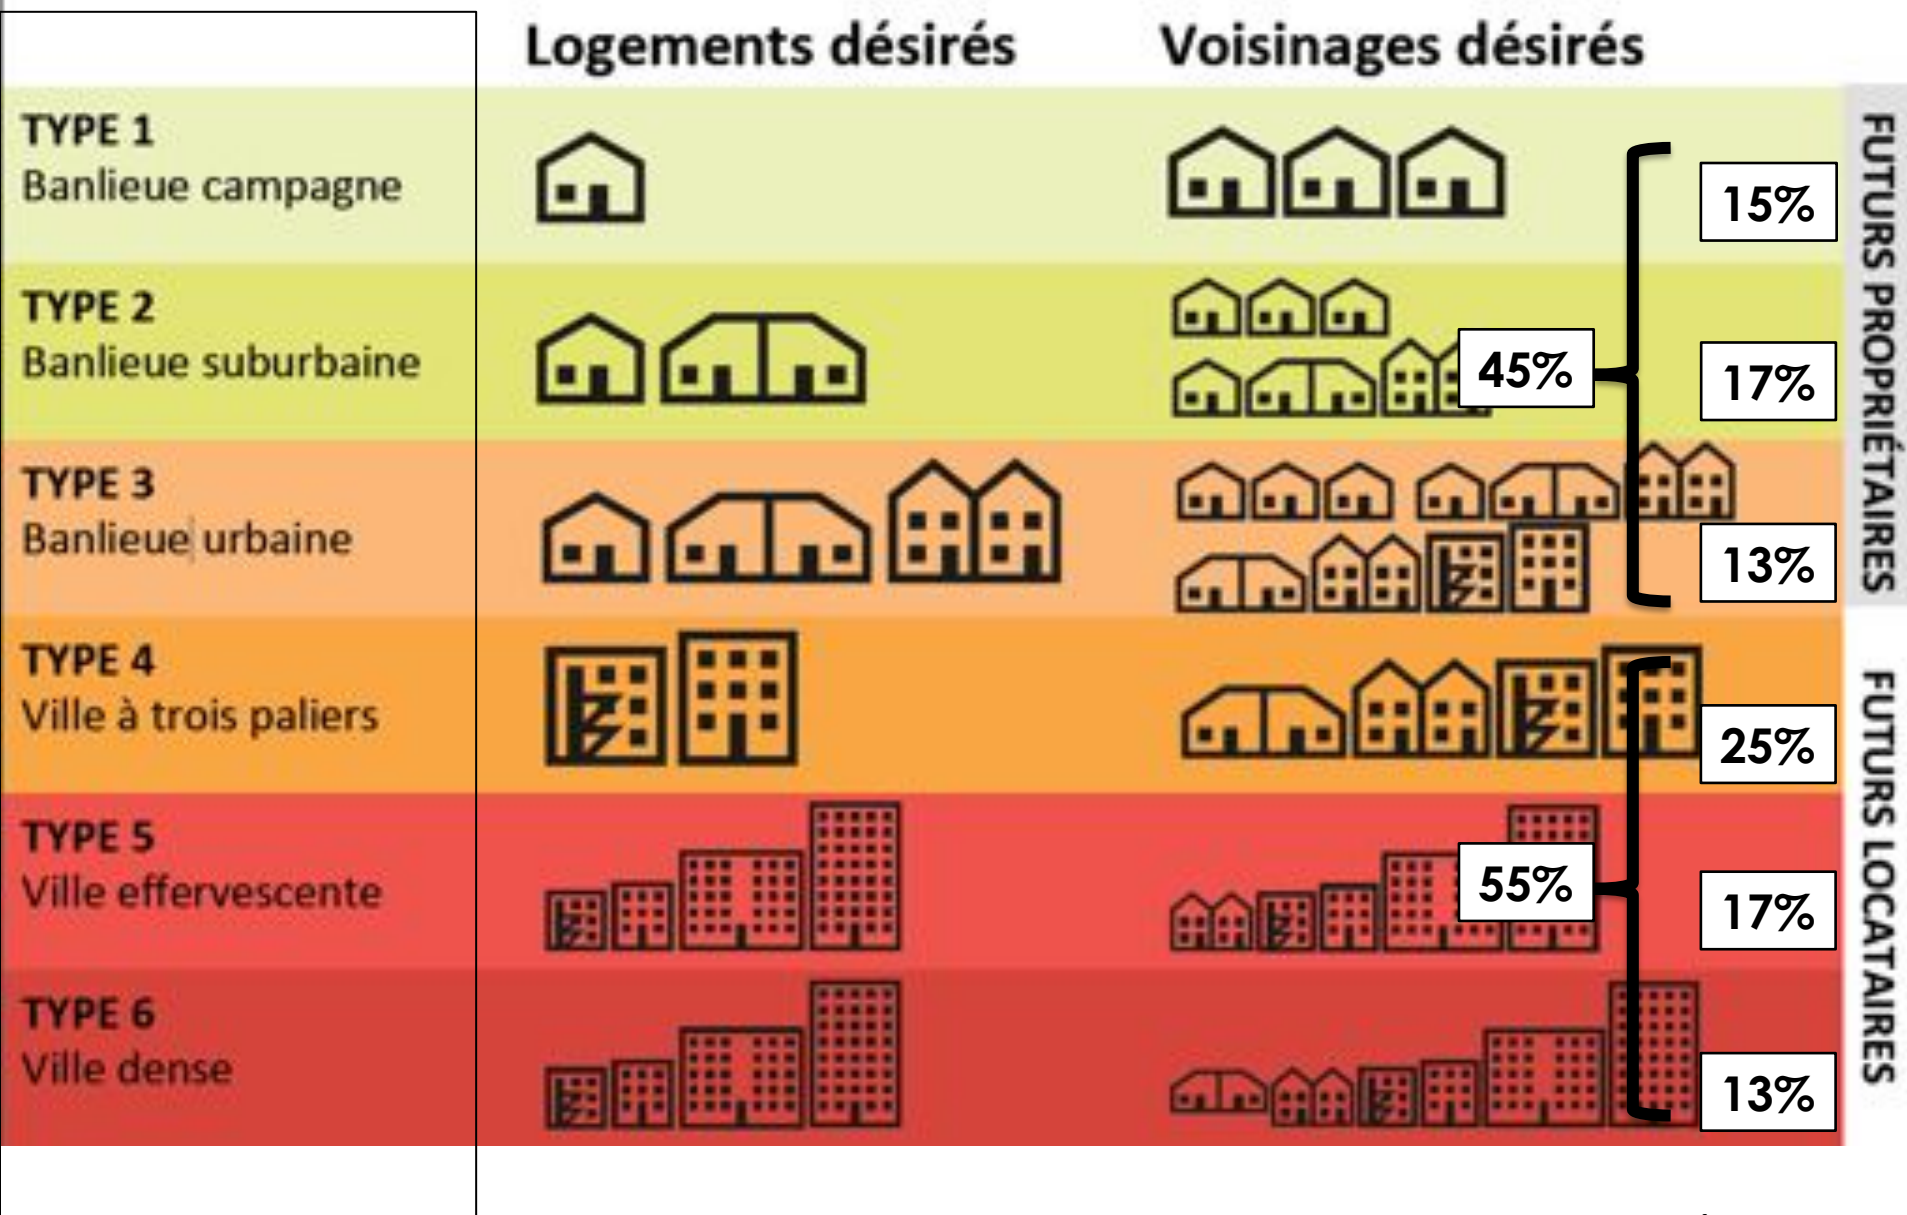 Logements désirés
Voisinages désirés
TYPE 1
Banlieue campagne
15%
TYPE 2
Banlieue suburbaine
45%
17%
TYPE 3
Banlieue urbaine
13%
FUTURS PROPRIÉTAIRES
TYPE 4
Ville à trois paliers
25%
TYPE 5
Ville effervescente
55%
17%
TYPE 6
Ville dense
13%
FUTURS LOCATAIRES